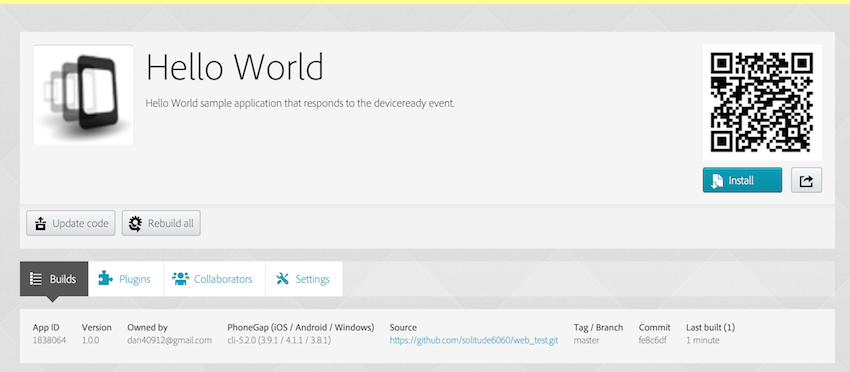 Hello World
Hello World sample application that responds to the deviceready event.
Install
Update code
Rebuild all
Builds
Plugins
Collaborators
Settings
App ID Version Owned by PhoneGap (iOS / Android / Windows) Source Tag / Branch Commit Last built (1)
1838064 1.0.0 dan40912@gmail.com cli-5.2.0 (3.9.1 / 4.1.1 / 3.8.1) https://github.com/solitude6060/web_test.git master fe8c6df 1 minute